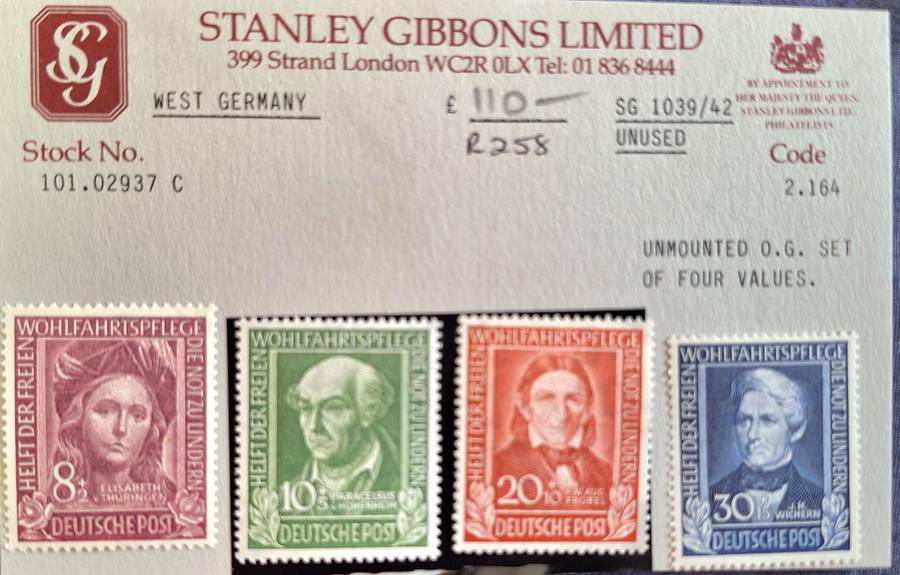 SG
STANLEY GIBBONS LIMITED
399 Strand London WC2R 0LX Tel: 01 836 8444
BY APPOINTMENT TO
HER MAJESTY THE QUEEN,
STANLEY GIBBONS LTD.
PHILATELISTS
WEST GERMANY
£ 110—
SG 1039/42
R258
UNUSED
Stock No.
Code
101.02937 C
2.164
UNMOUNTED O.G. SET
OF FOUR VALUES.
WOHLFAHRTSPFLEGE
HELFT DER FREIEN
DIE NOT ZU LINDERN
8+2
ELISABETH
v. THÜRINGEN
DEUTSCHE POST
WOHLFAHRTSPFLEGE
HELFT DER FREIEN
DIE NOT ZU LINDERN
10+5
PARACELSUS
v. HOHENHEIM
DEUTSCHE POST
WOHLFAHRTSPFLEGE
HELFT DER FREIEN
DIE NOT ZU LINDERN
20+10
FR. W. AUG.
FRÖBEL
DEUTSCHE POST
WOHLFAHRTSPFLEGE
HELFT DER FREIEN
DIE NOT ZU LINDERN
30+15
J. H.
WICHERN
DEUTSCHE POST